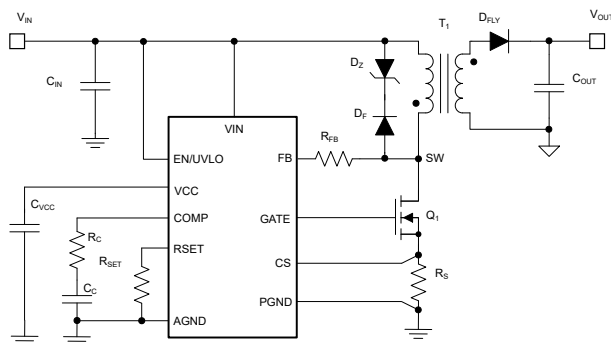 VIN
T1
DFLY
VOUT
CIN
DZ
COUT
DF
VIN
RFB
EN/UVLO
FB
SW
VCC
CVCC
COMP
GATE
Q1
RC
RSET
RSET
CS
RS
CC
PGND
AGND